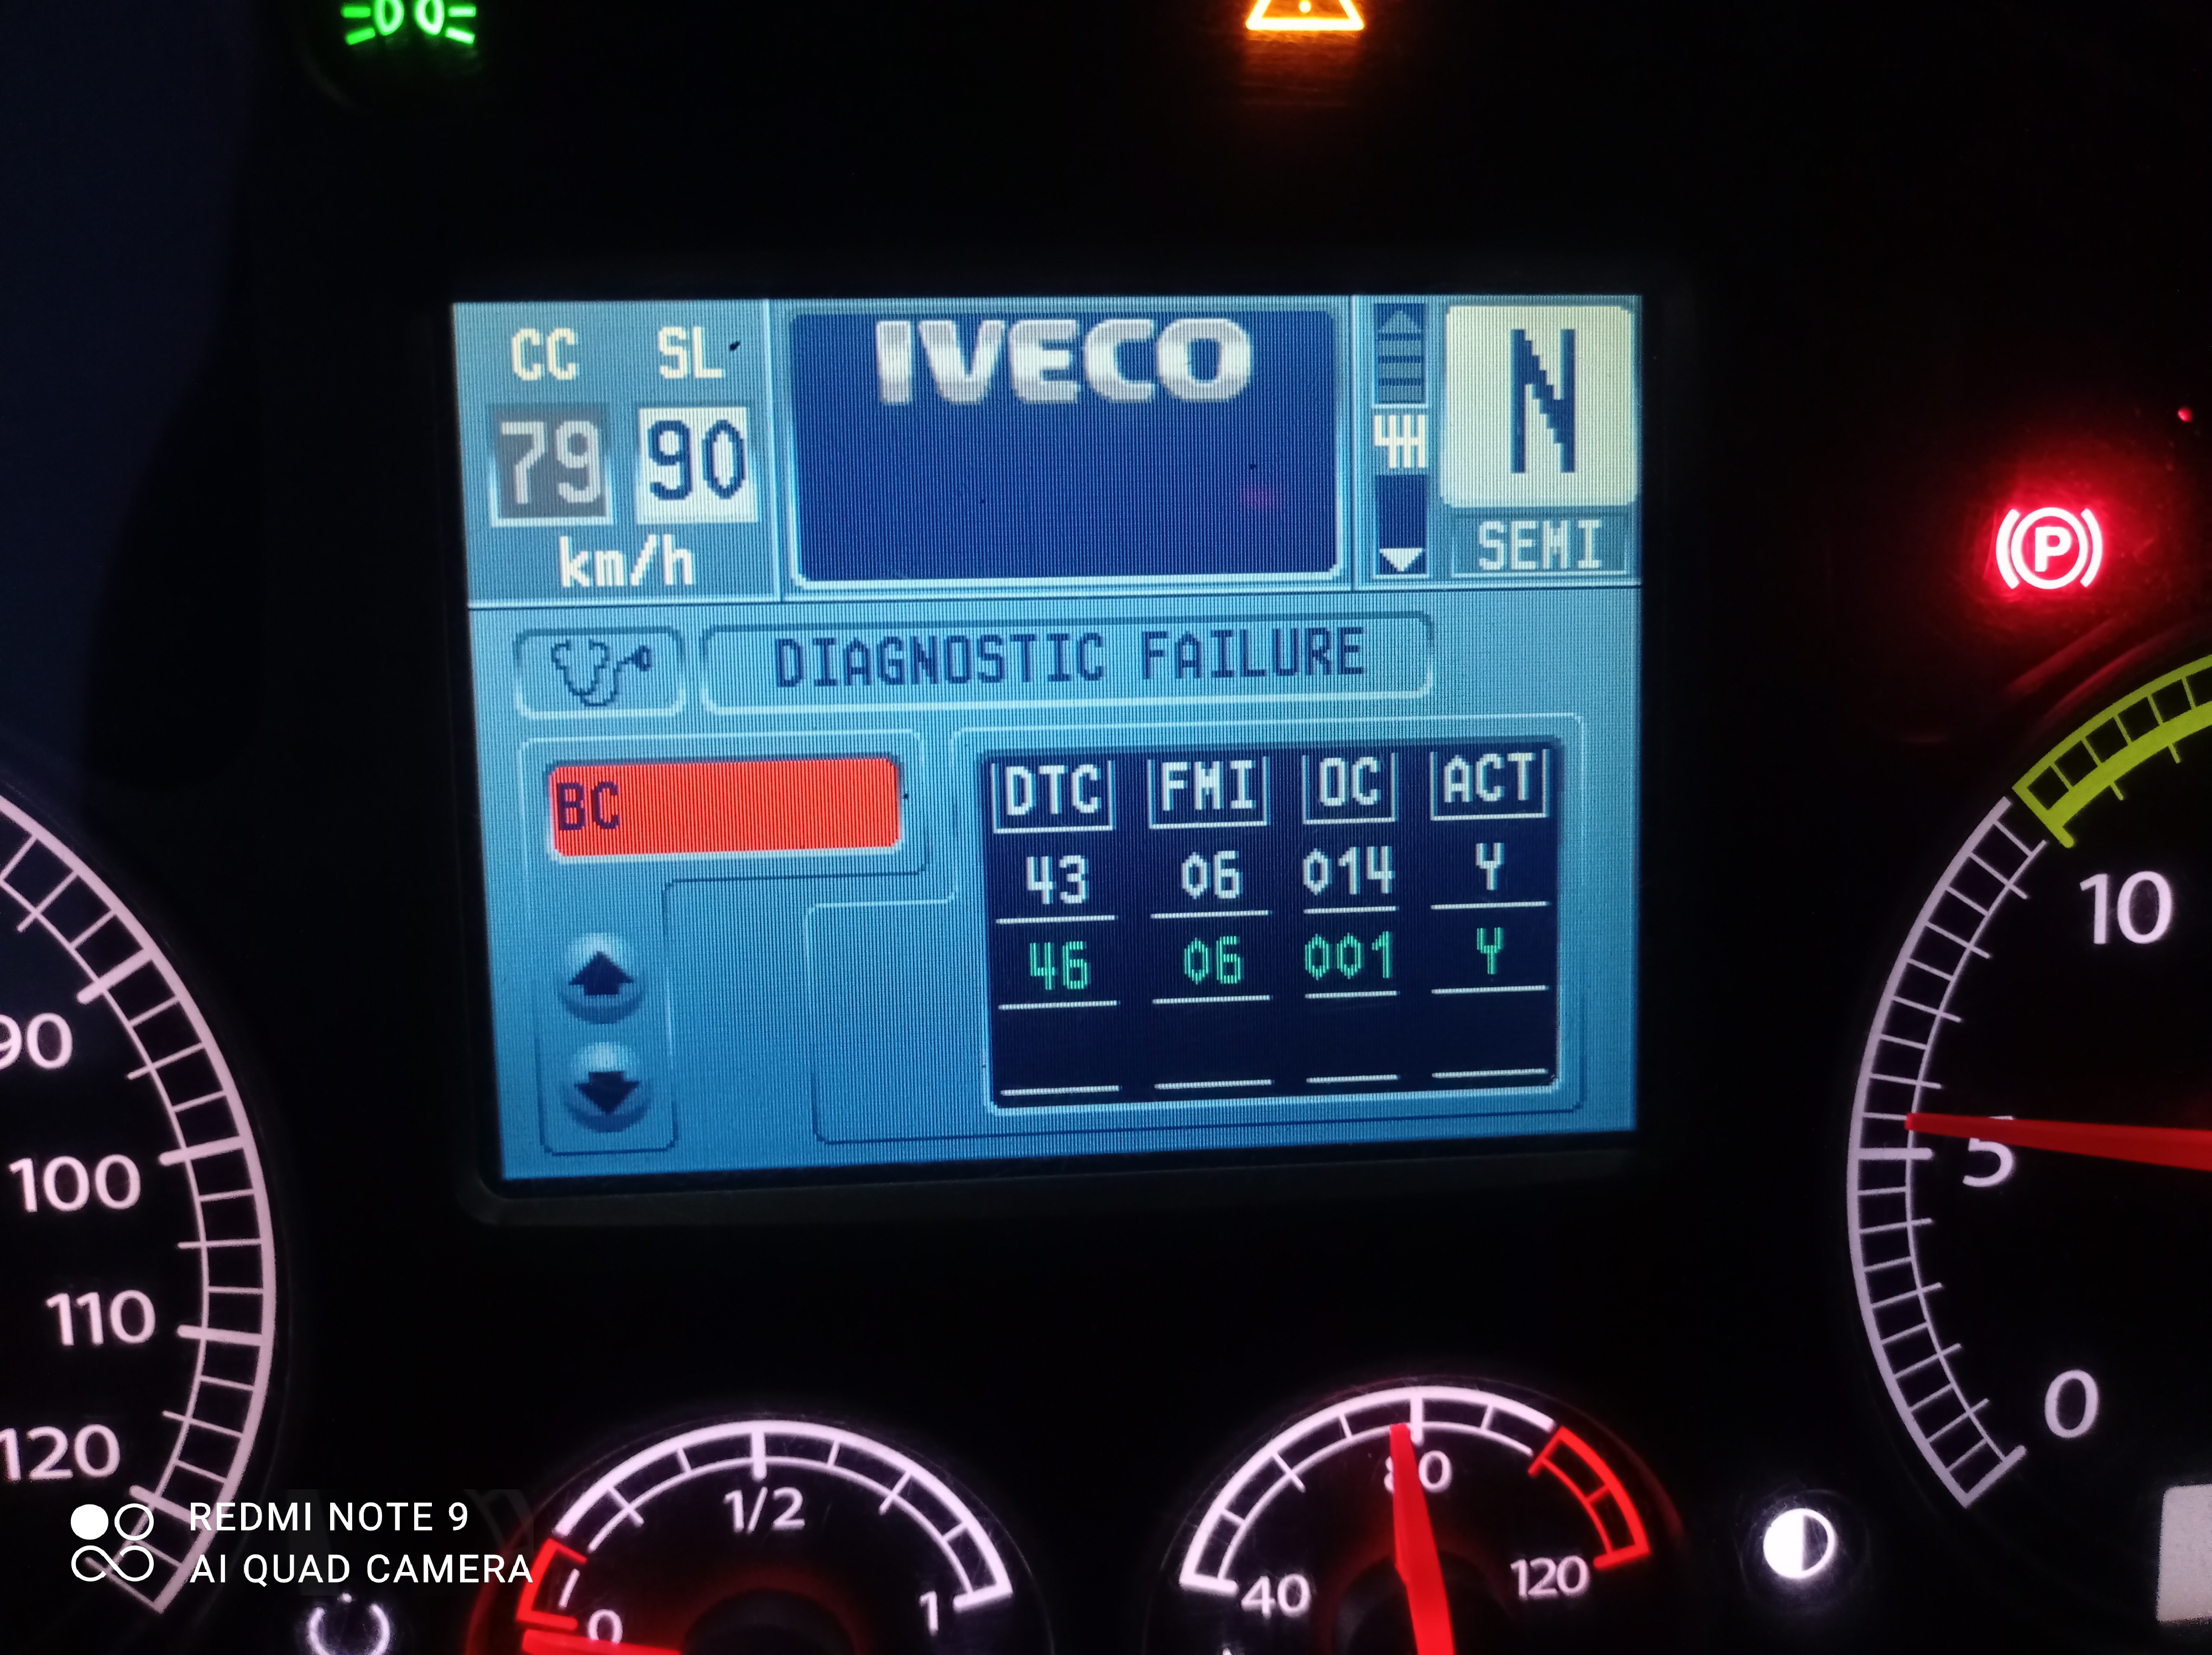 CC SL
79 90
km/h
IVECO
4H
N
SEMI
DIAGNOSTIC FAILURE
BC
DTC FMI OC ACT
43 06 014 Y
46 06 001 Y
P
90
100
110
120
10
5
0
0 1/2 1
40 80 120
REDMI NOTE 9
AI QUAD CAMERA